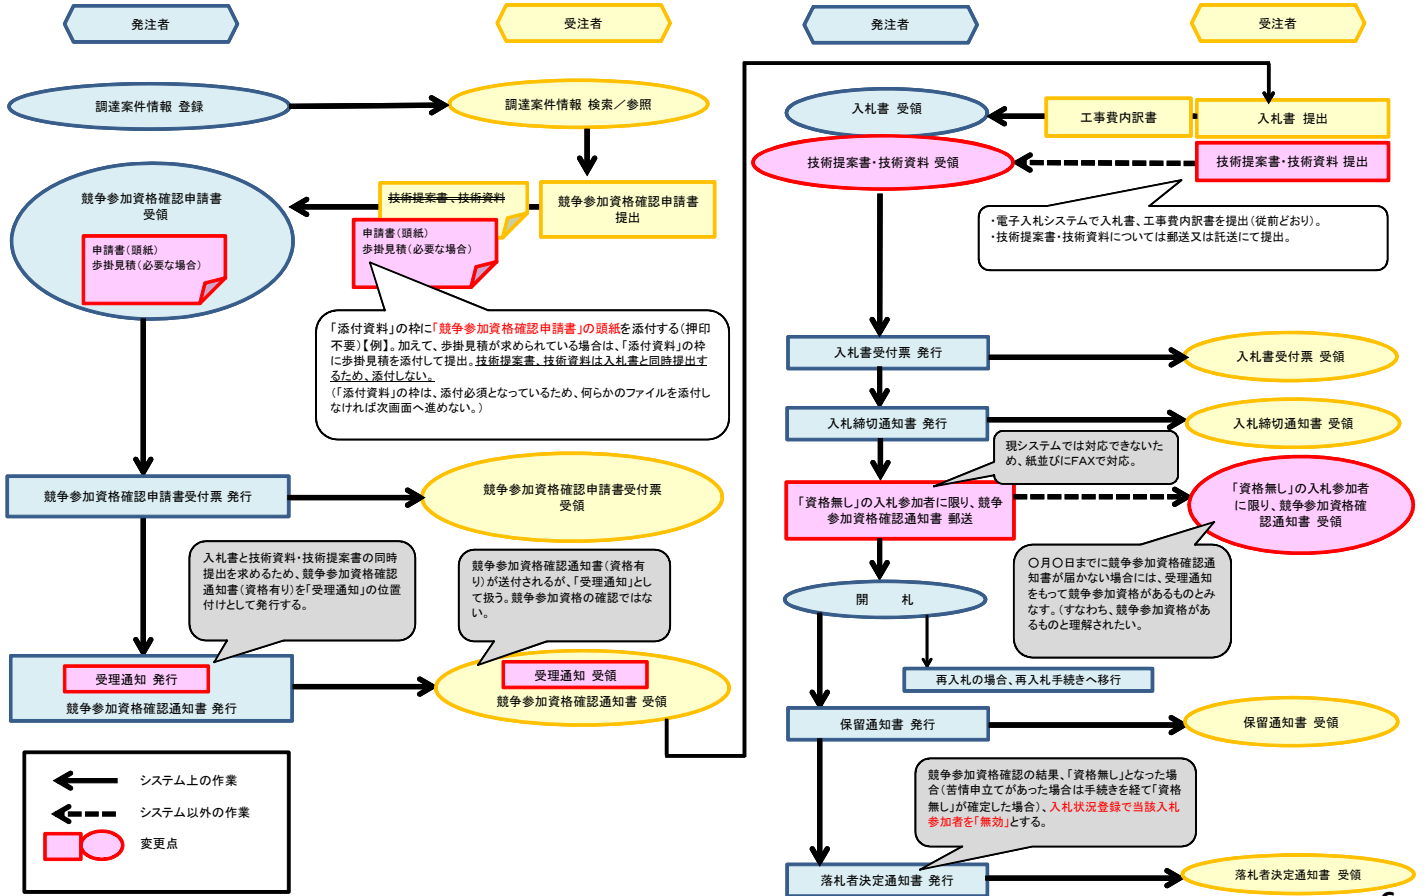 発注者
受注者
調達案件情報 登録
調達案件情報 検索／参照
競争参加資格確認申請書
受領
申請書（頭紙）
歩掛見積（必要な場合）
技術提案書、技術資料
競争参加資格確認申請書
提出
申請書（頭紙）
歩掛見積（必要な場合）
「添付資料」の枠に「競争参加資格確認申請書」の頭紙を添付する（押印
不要）【例】。加えて、歩掛見積が求められている場合は、「添付資料」の枠
に歩掛見積を添付して提出。技術提案書、技術資料は入札書と同時提出す
るため、添付しない。
（「添付資料」の枠は、添付必須となっているため、何らかのファイルを添付し
なければ次画面へ進めない。）
競争参加資格確認申請書受付票 発行
競争参加資格確認申請書受付票
受領
入札書と技術資料・技術提案書の同時
提出を求めるため、競争参加資格確認
通知書（資格有り）を「受理通知」の位置
付けとして発行する。
競争参加資格確認通知書（資格有
り）が送付されるが、「受理通知」とし
て扱う。競争参加資格の確認ではな
い。
受理通知 発行
競争参加資格確認通知書 発行
受理通知 受領
競争参加資格確認通知書 受領
システム上の作業
システム以外の作業
変更点
発注者
受注者
入札書 受領
工事費内訳書
入札書 提出
技術提案書・技術資料 受領
技術提案書・技術資料 提出
・電子入札システムで入札書、工事費内訳書を提出（従前どおり）。
・技術提案書・技術資料については郵送又は託送にて提出。
入札書受付票 発行
入札書受付票 受領
入札締切通知書 発行
入札締切通知書 受領
現システムでは対応できないた
め、紙並びにFAXで対応。
「資格無し」の入札参加者に限り、競争
参加資格確認通知書 郵送
「資格無し」の入札参加者
に限り、競争参加資格確
認通知書 受領
○月○日までに競争参加資格確認通
知書が届かない場合には、受理通知
をもって競争参加資格があるものとみ
なす。（すなわち、競争参加資格があ
るものと理解されたい。
開　札
再入札の場合、再入札手続きへ移行
保留通知書 発行
保留通知書 受領
競争参加資格確認の結果、「資格無し」となった場
合（苦情申立てがあった場合は手続きを経て「資格
無し」が確定した場合）、入札状況登録で当該入札
参加者を「無効」とする。
落札者決定通知書 発行
落札者決定通知書 受領